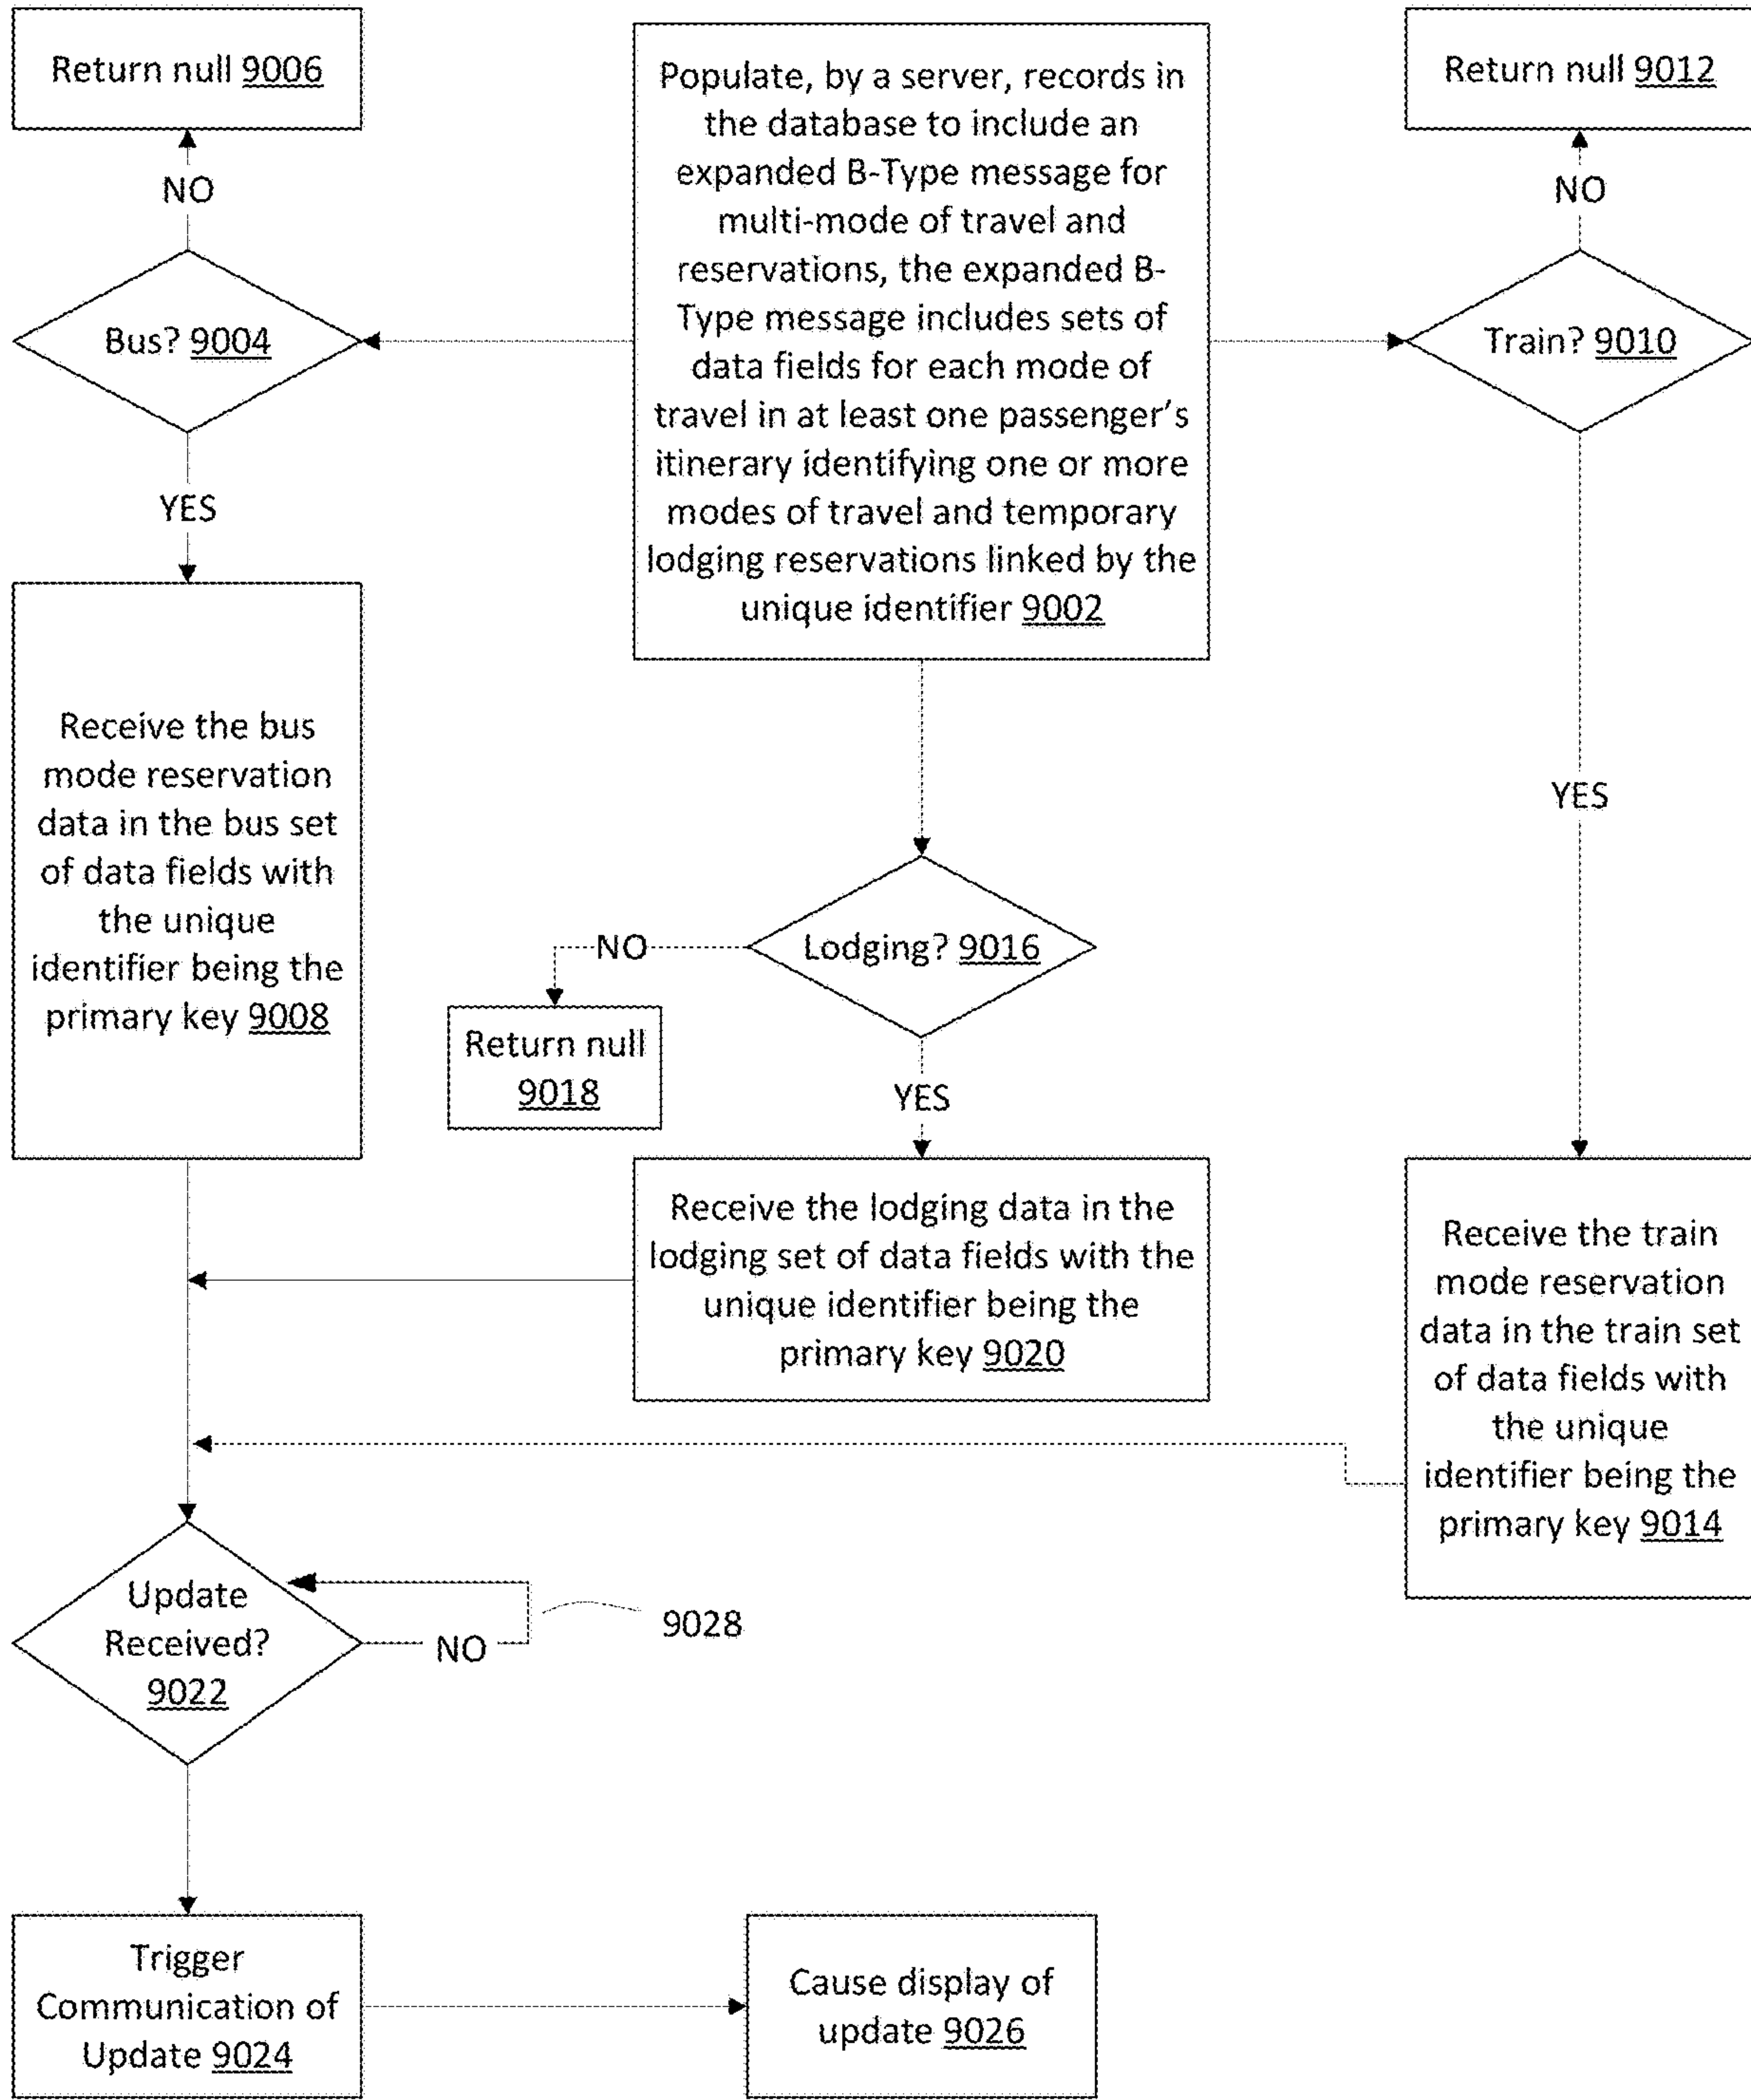 Return null 9006
NO
Bus? 9004
YES
Receive the bus
mode reservation
data in the bus set
of data fields with
the unique
identifier being the
primary key 9008
Populate, by a server, records in
the database to include an
expanded B-Type message for
multi-mode of travel and
reservations, the expanded B-
Type message includes sets of
data fields for each mode of
travel in at least one passenger's
itinerary identifying one or more
modes of travel and temporary
lodging reservations linked by the
unique identifier 9002
Return null 9012
NO
Train? 9010
YES
Lodging? 9016
NO
Return null
9018
YES
Receive the lodging data in the
lodging set of data fields with the
unique identifier being the
primary key 9020
Receive the train
mode reservation
data in the train set
of data fields with
the unique
identifier being the
primary key 9014
Update
Received?
9022
NO
9028
Trigger
Communication of
Update 9024
Cause display of
update 9026